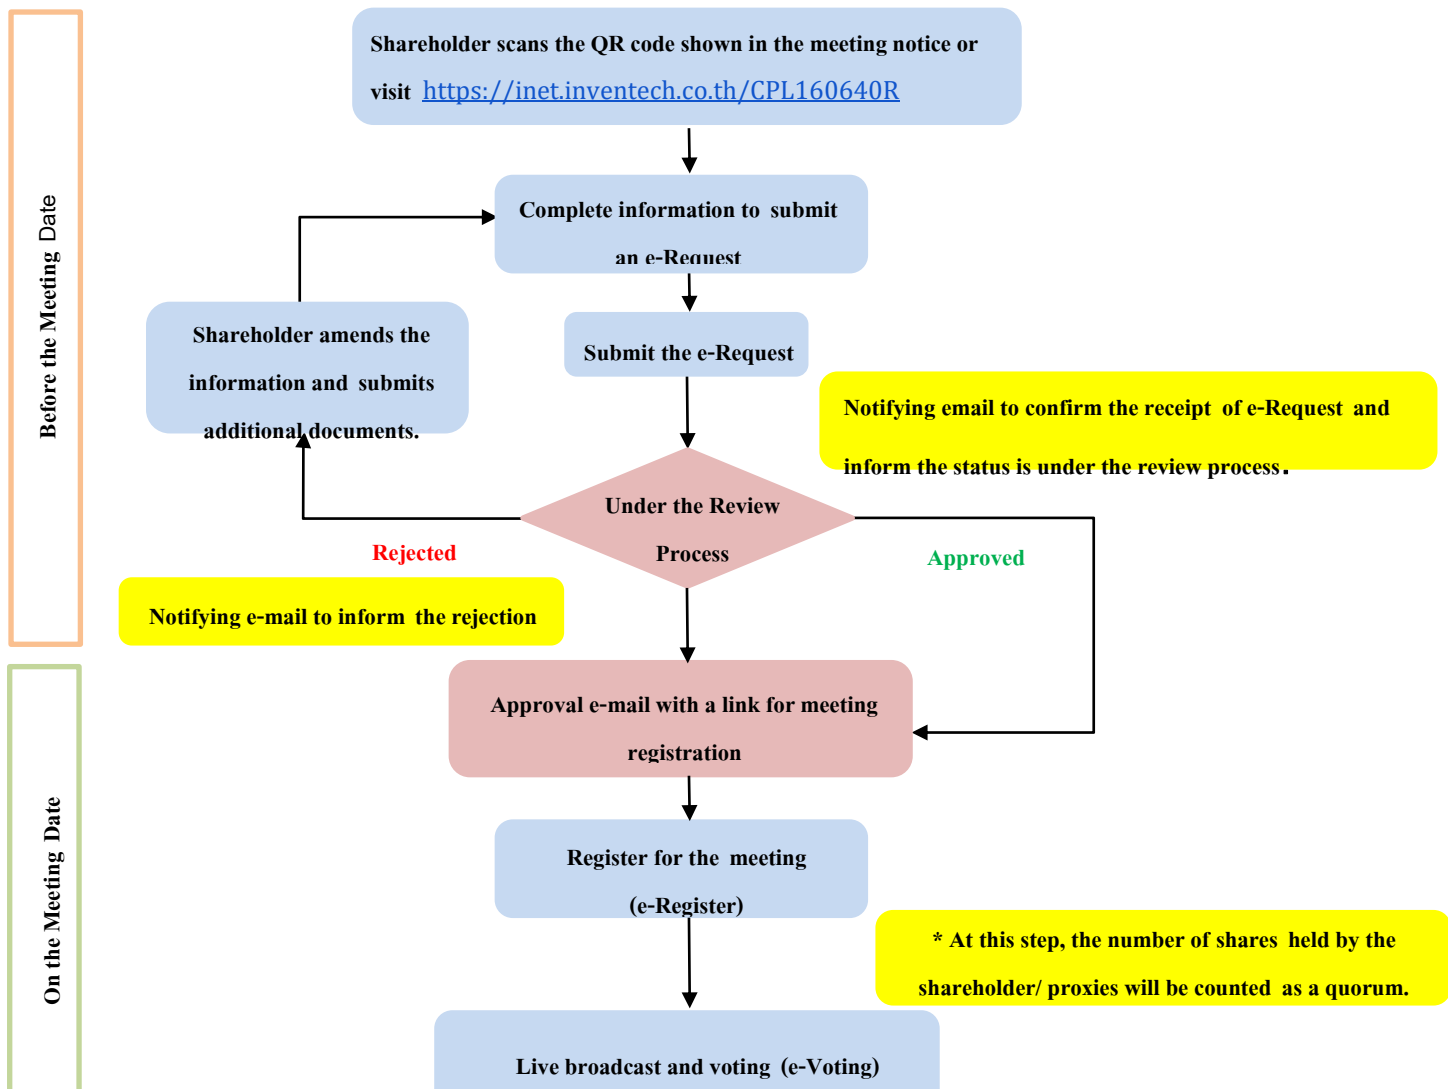 Shareholder scans the QR code shown in the meeting notice or
visit https://inet.inventech.co.th/CPL160640R
Before the Meeting Date
Complete information to submit
an e-Request
Shareholder amends the
information and submits
additional documents.
Submit the e-Request
Notifying email to confirm the receipt of e-Request and
inform the status is under the review process.
Under the Review
Process
Rejected
Approved
Notifying e-mail to inform the rejection
Approval e-mail with a link for meeting
registration
On the Meeting Date
Register for the meeting
(e-Register)
* At this step, the number of shares held by the
shareholder/ proxies will be counted as a quorum.
Live broadcast and voting (e-Voting)